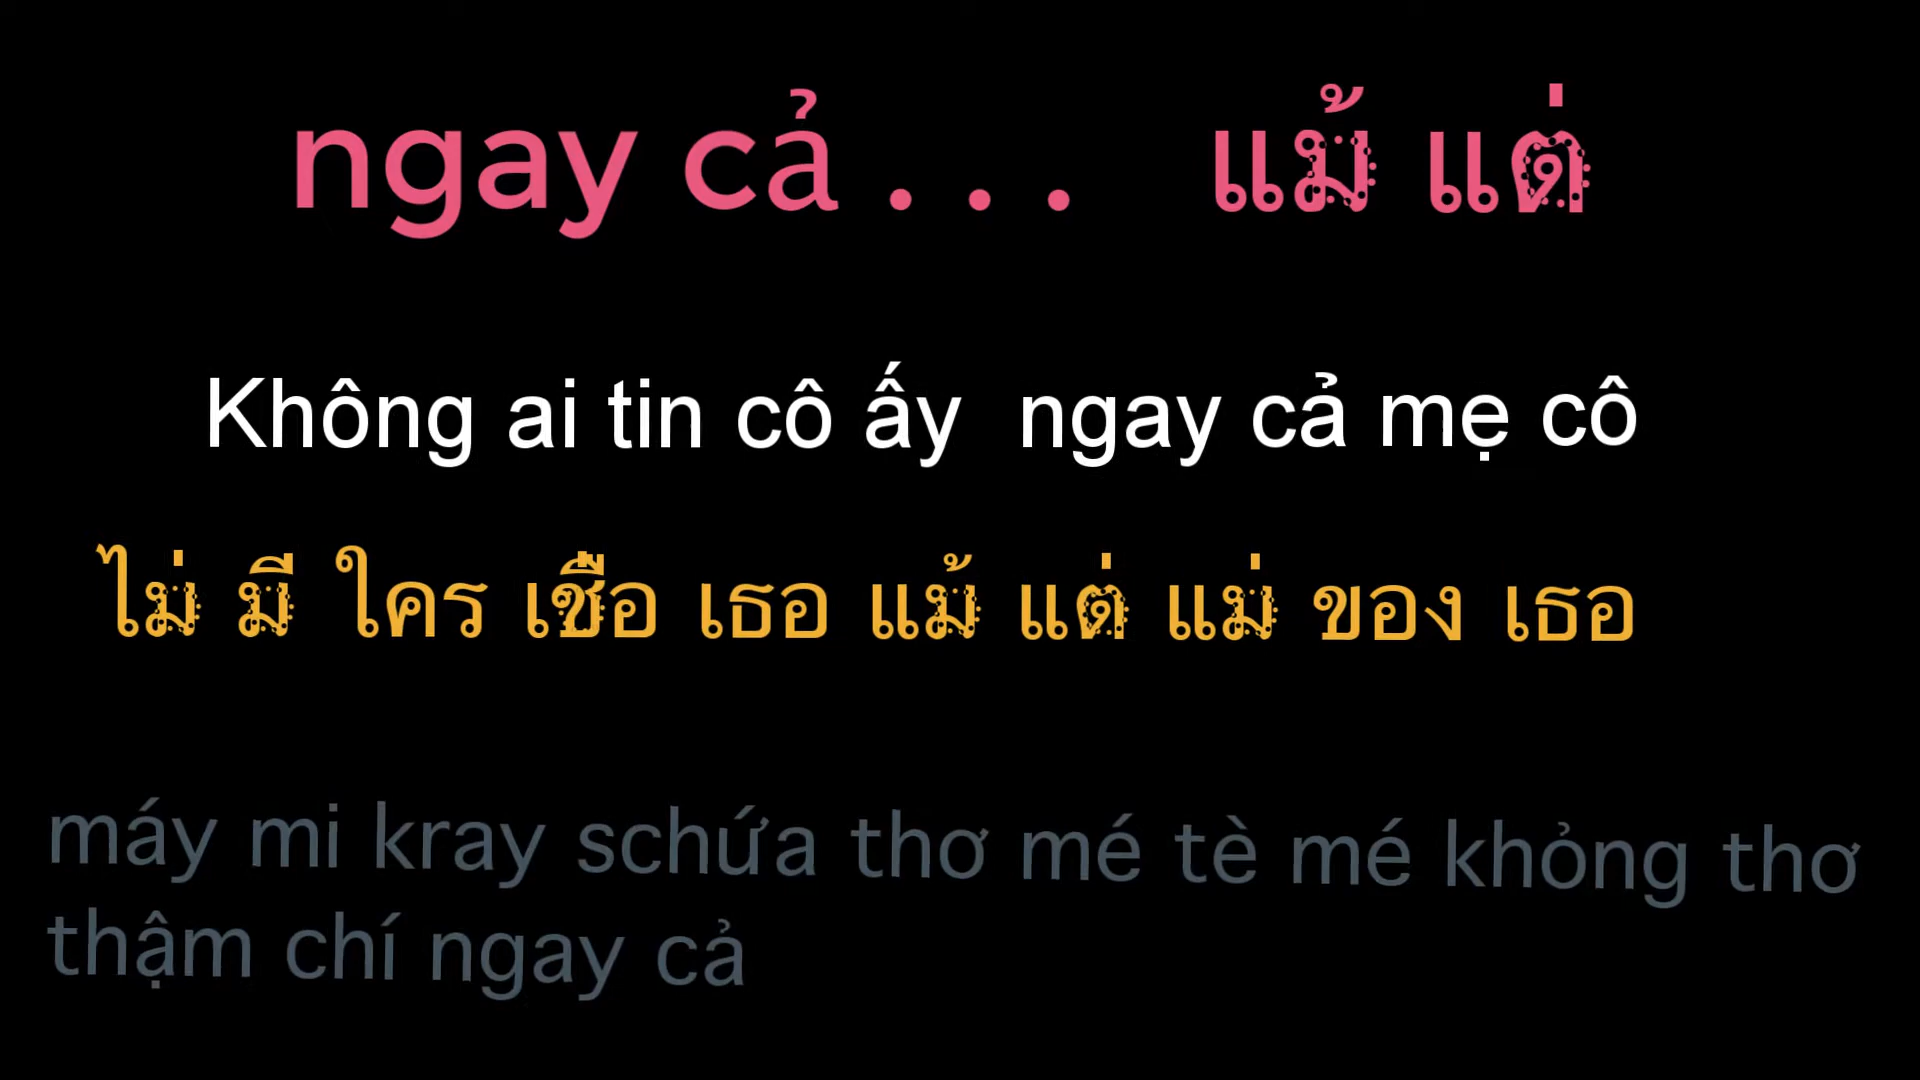 ngay cả . . . แม้ แต่
Không ai tin cô ấy ngay cả mẹ cô
ไม่ มี ใคร เชื่อ เธอ แม้ แต่ แม่ ของ เธอ
máy mi kray schứa thơ mé tè mé khỏng thơ
thậm chí ngay cả